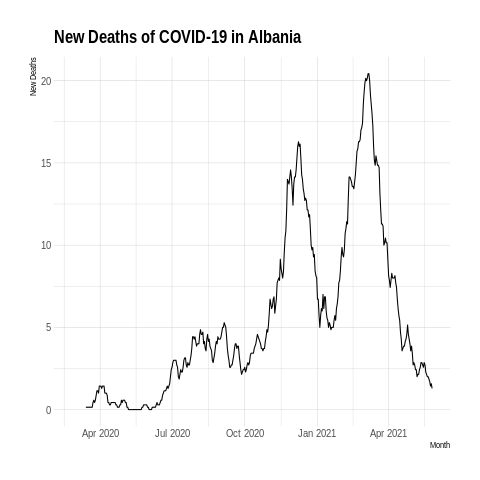 New Deaths of COVID-19 in Albania
New Deaths
20
15
10
5
0
Apr 2020
Jul 2020
Oct 2020
Jan 2021
Apr 2021
Month